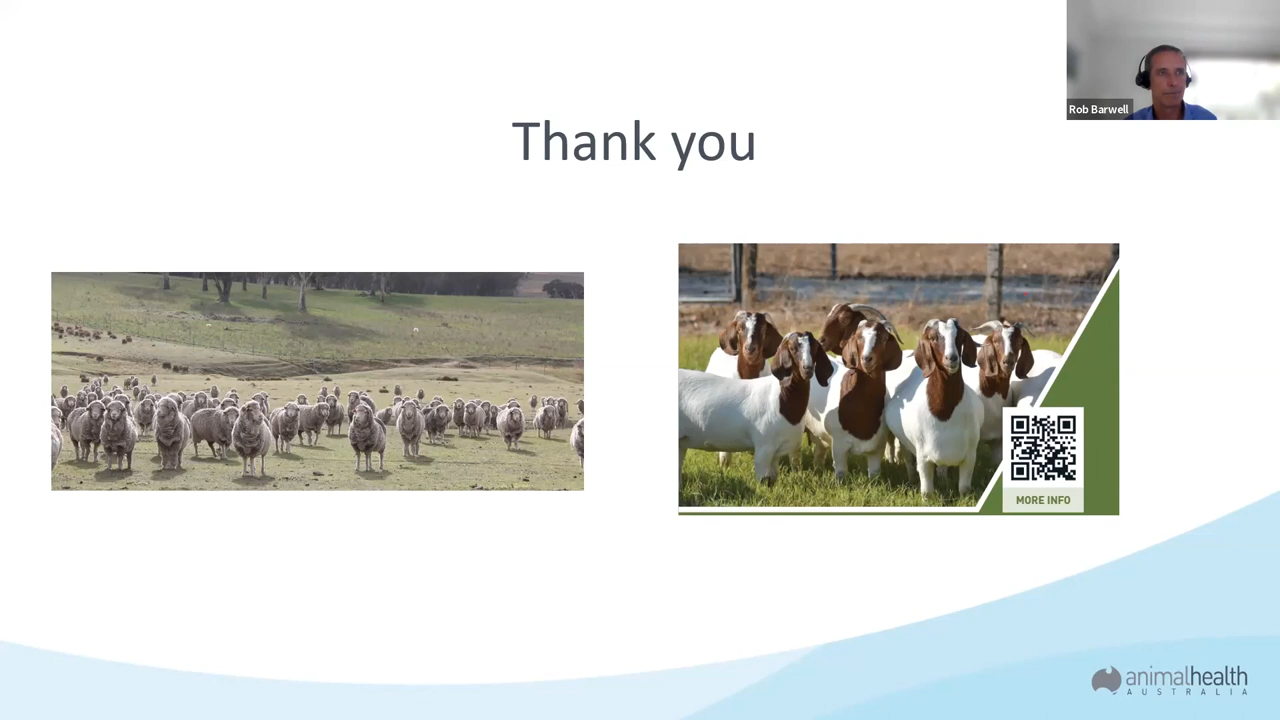 Rob Barwell
Thank you
MORE INFO
animalhealth
AUSTRALIA